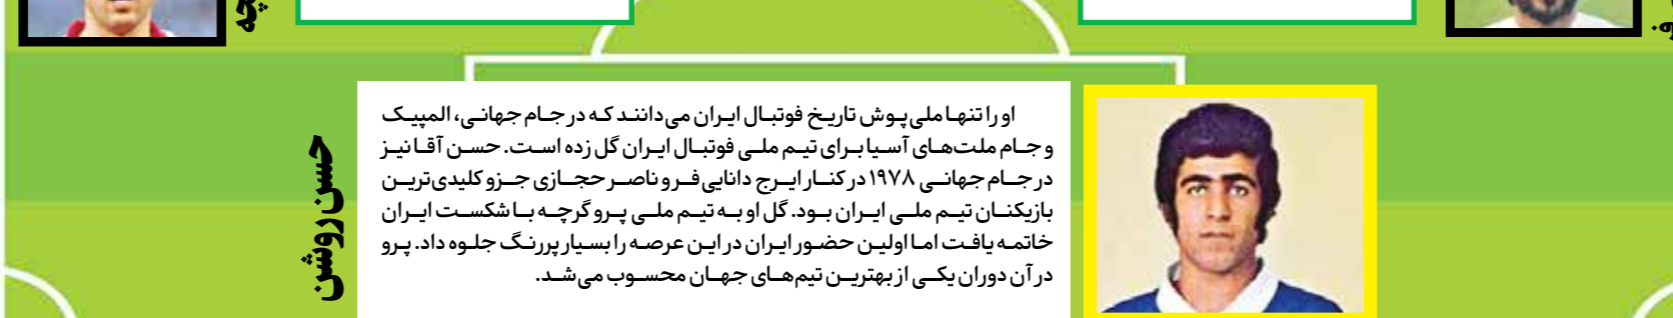 او را تنها ملی‌پوش تاریخ فوتبال ایران می‌دانند که در جام جهانی، المپیک
و جام ملت‌های آسیا برای تیم ملی فوتبال ایران گل زده است. حسن آقا نیز
در جام جهانی ۱۹۷۸ در کنار ایرج دانایی‌فر و ناصر حجازی جزو کلیدی‌ترین
بازیکنان تیم ملی ایران بود. گل او به تیم ملی پرو گرچه با شکست ایران
خاتمه یافت اما اولین حضور ایران در این عرصه را بسیار پررنگ جلوه داد. پرو
در آن دوران یکی از بهترین تیم‌های جهان محسوب می‌شد.
حسن روشن